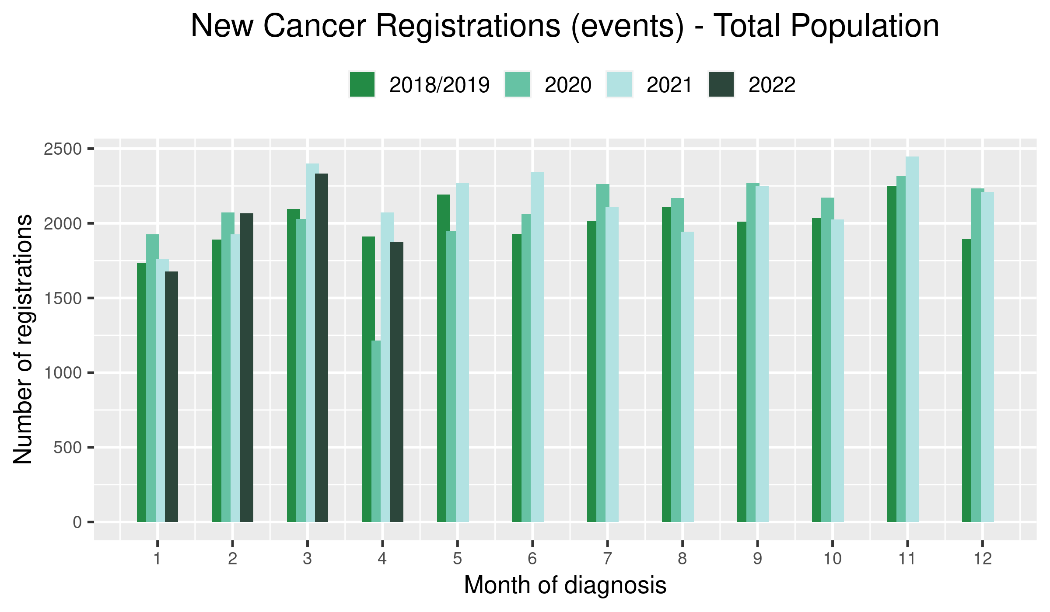 New Cancer Registrations (events) - Total Population
2018/2019 2020 2021 2022
2500
2000
1500
1000
500
0
Number of registrations
1 2 3 4 5 6 7 8 9 10 11 12
Month of diagnosis